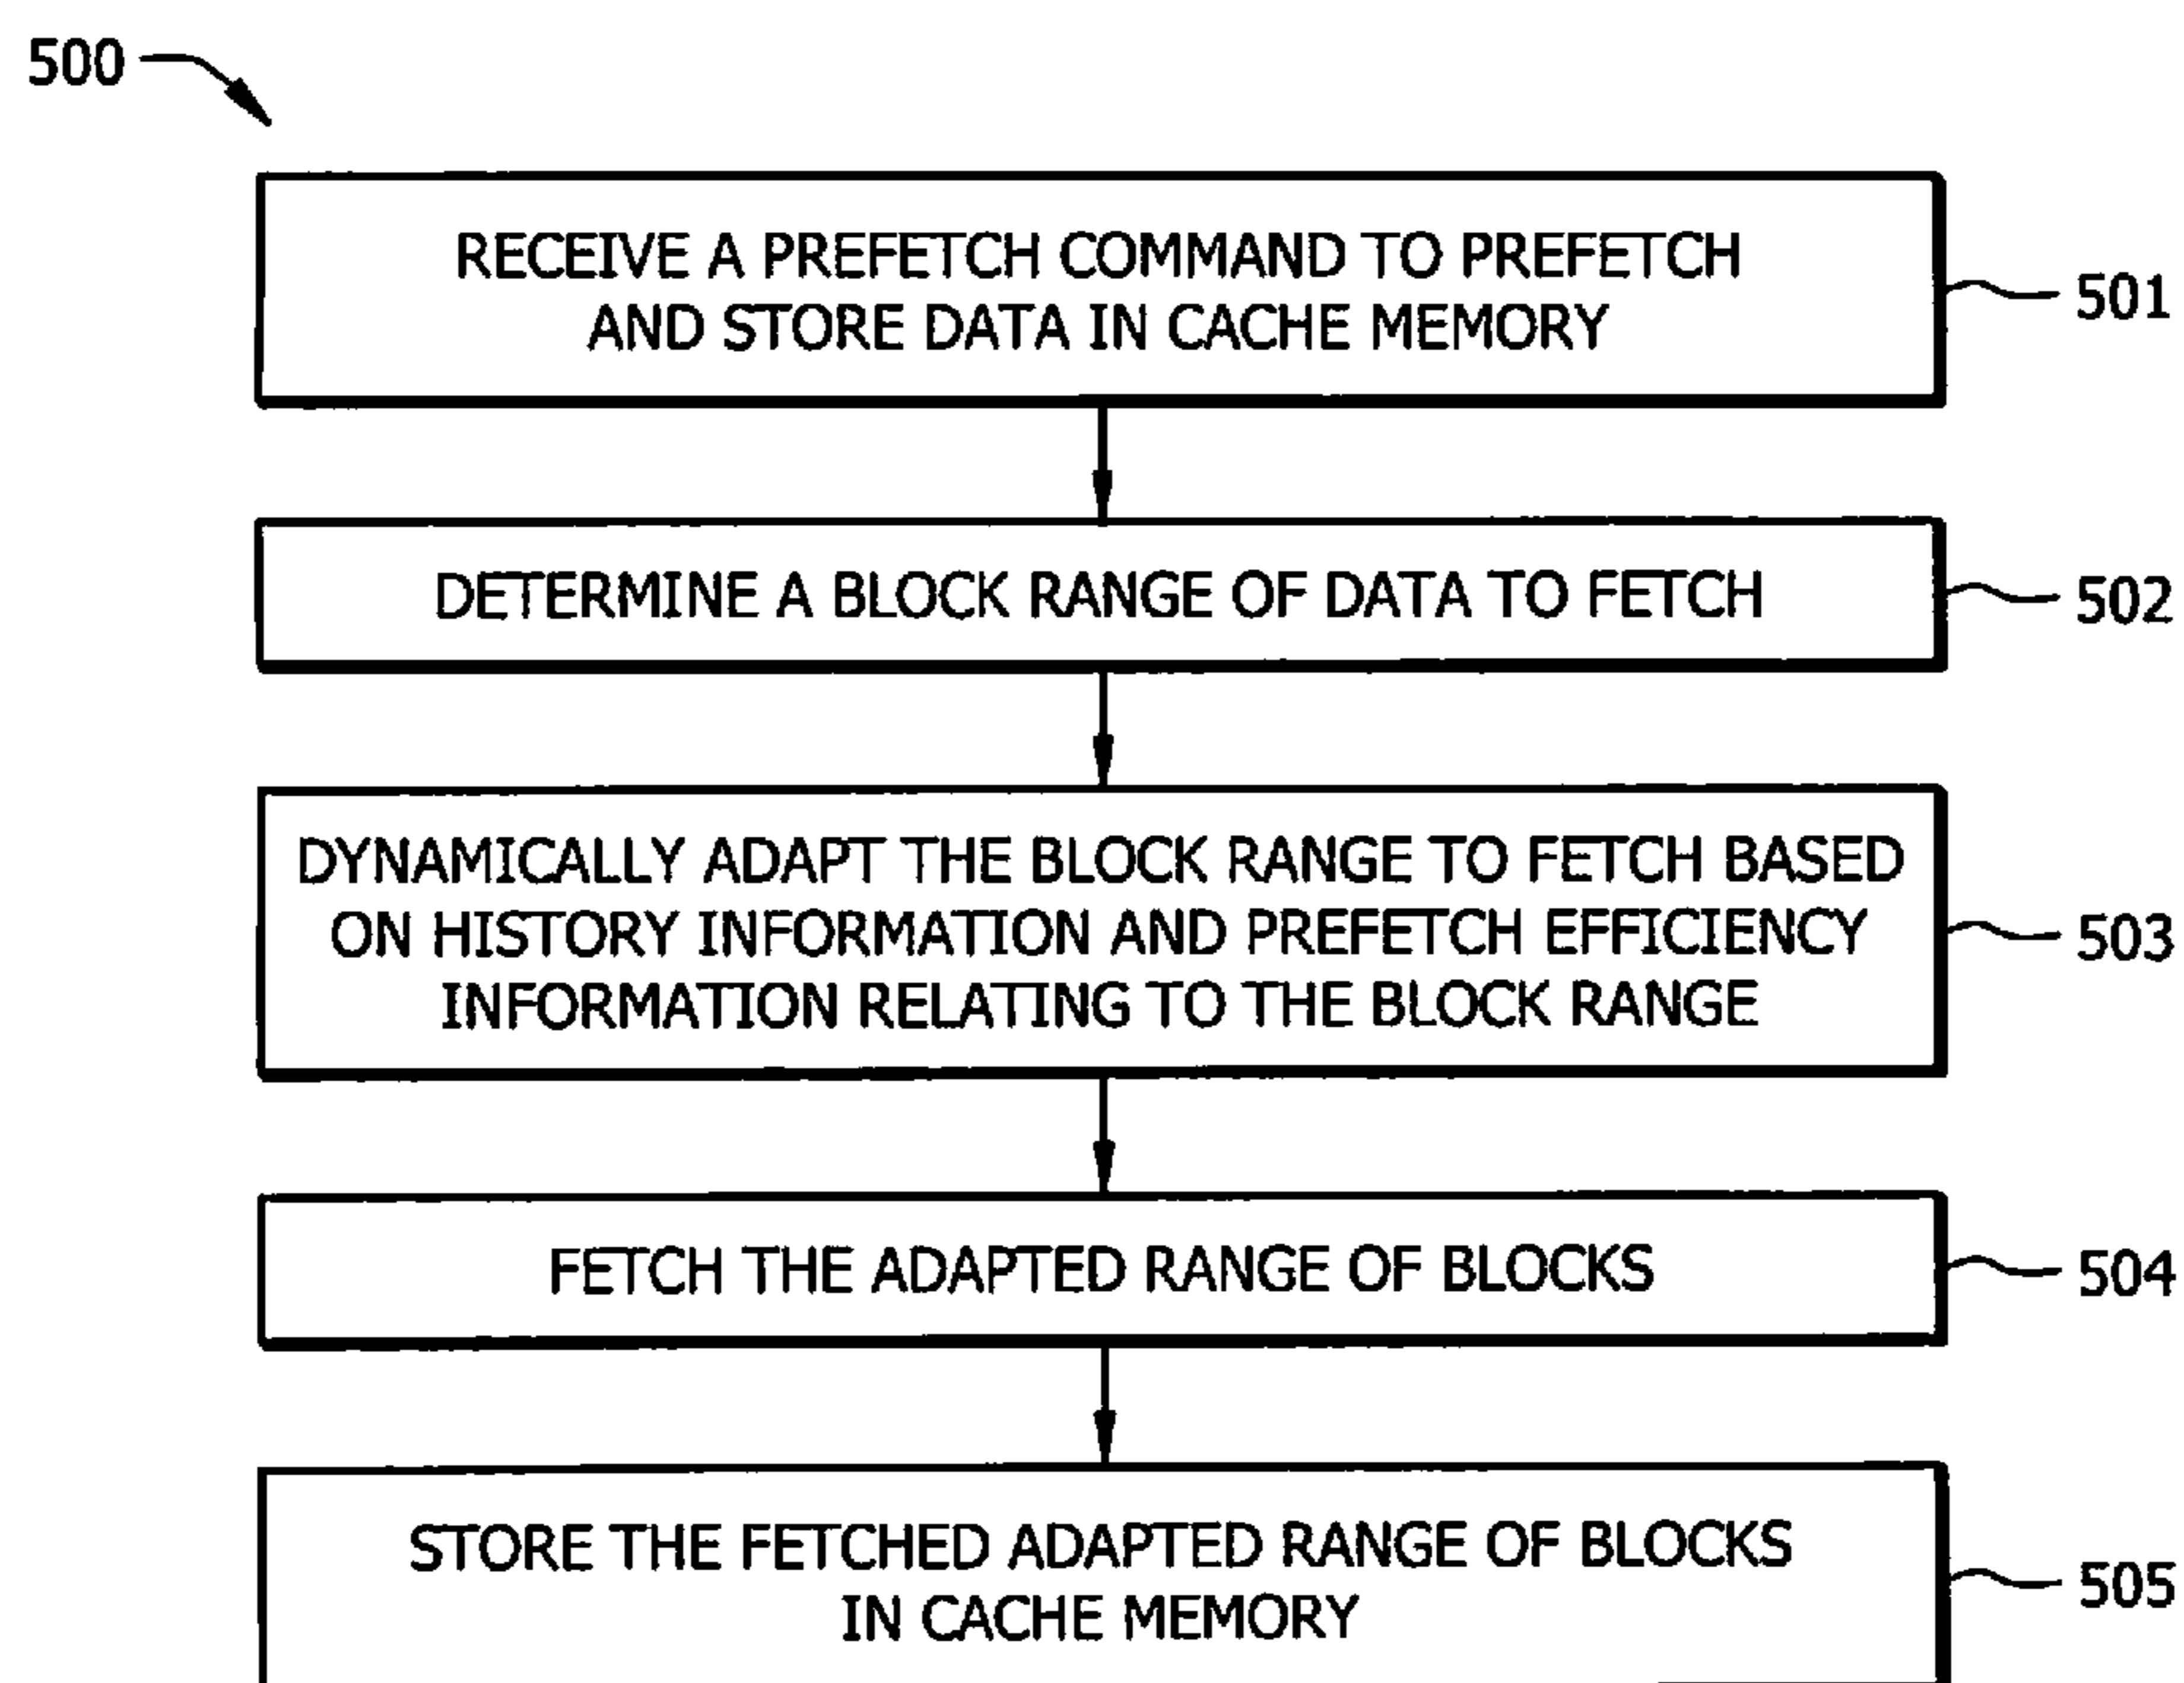 500
RECEIVE A PREFETCH COMMAND TO PREFETCH
AND STORE DATA IN CACHE MEMORY
501
DETERMINE A BLOCK RANGE OF DATA TO FETCH
502
DYNAMICALLY ADAPT THE BLOCK RANGE TO FETCH BASED
ON HISTORY INFORMATION AND PREFETCH EFFICIENCY
INFORMATION RELATING TO THE BLOCK RANGE
503
FETCH THE ADAPTED RANGE OF BLOCKS
504
STORE THE FETCHED ADAPTED RANGE OF BLOCKS
IN CACHE MEMORY
505